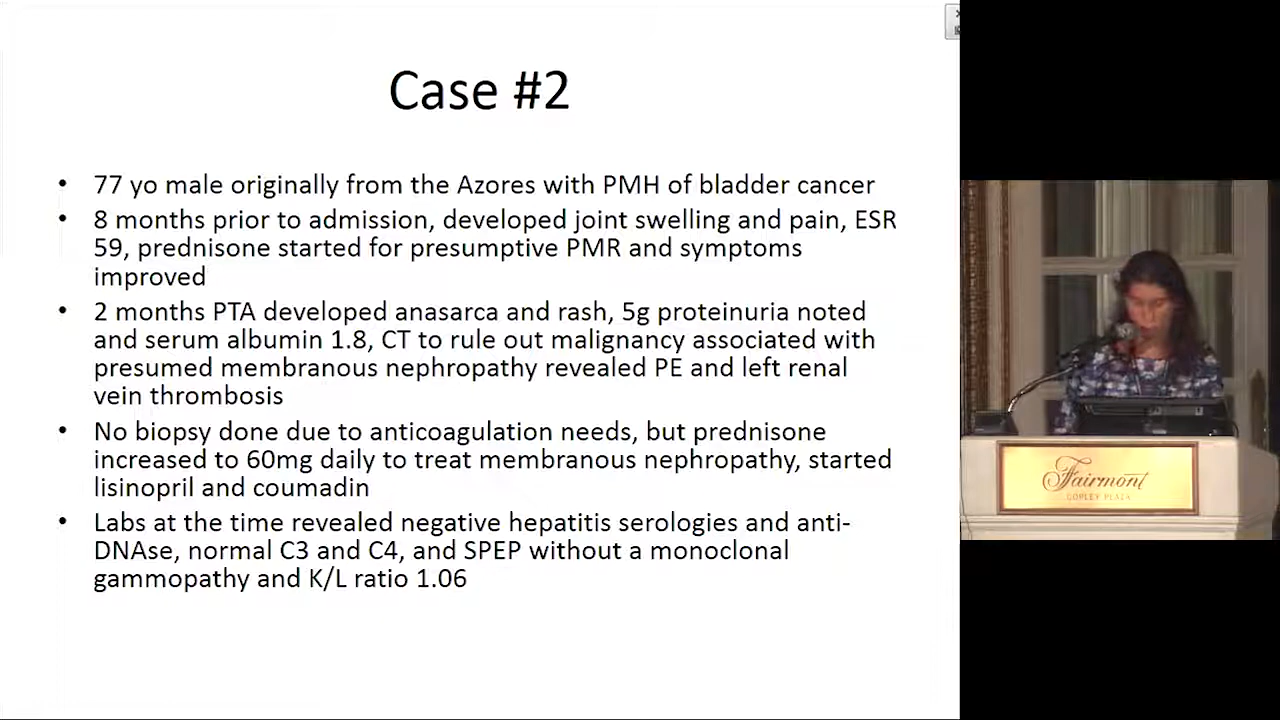 Case #2
• 77 yo male originally from the Azores with PMH of bladder cancer
• 8 months prior to admission, developed joint swelling and pain, ESR
59, prednisone started for presumptive PMR and symptoms
improved
• 2 months PTA developed anasarca and rash, 5g proteinuria noted
and serum albumin 1.8, CT to rule out malignancy associated with
presumed membranous nephropathy revealed PE and left renal
vein thrombosis
• No biopsy done due to anticoagulation needs, but prednisone
increased to 60mg daily to treat membranous nephropathy, started
lisinopril and coumadin
• Labs at the time revealed negative hepatitis serologies and anti-
DNAse, normal C3 and C4, and SPEP without a monoclonal
gammopathy and K/L ratio 1.06
Fairmont
COPLEY PLAZA